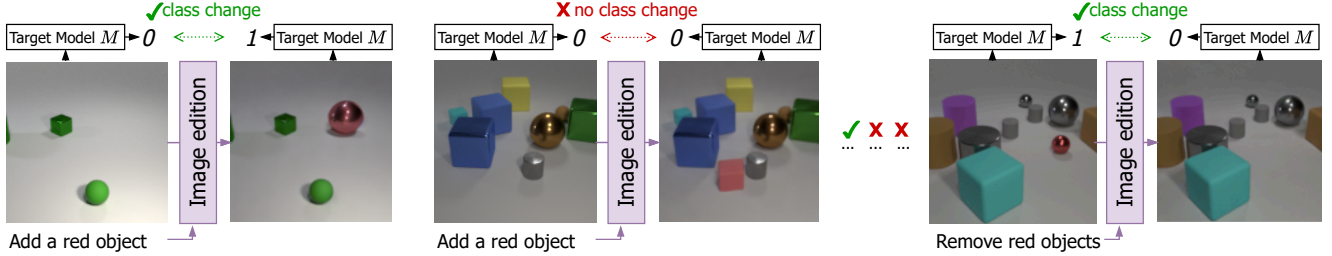 ✓class change
Target Model M 0 1 Target Model M
Image edition
Add a red object
✗ no class change
Target Model M 0 0 Target Model M
Image edition
Add a red object
✓ ✗ ✗
... ... ...
✓class change
Target Model M 1 0 Target Model M
Image edition
Remove red objects